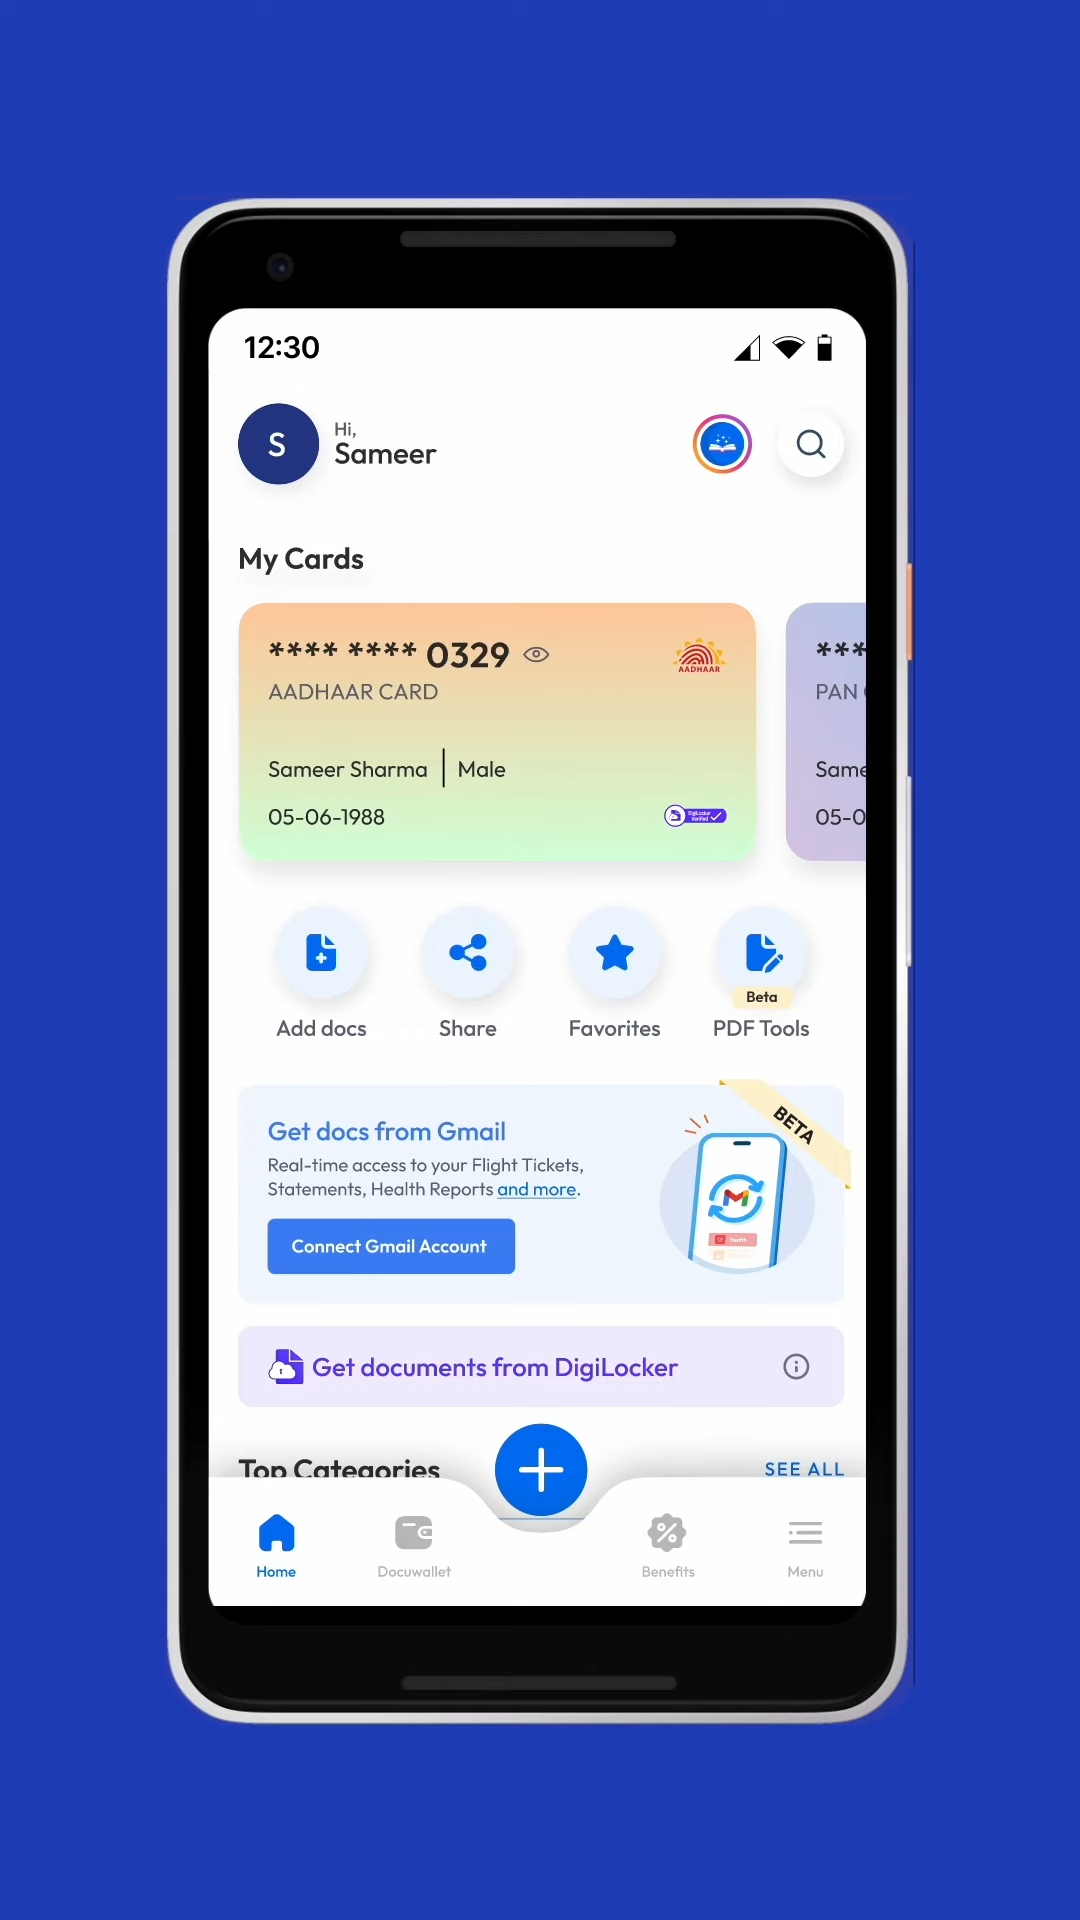 12:30
S
Hi,
Sameer
My Cards
**** **** 0329
AADHAAR
AADHAAR CARD
Sameer Sharma | Male
05-06-1988
DigiLocker
Verified
***
PAN
Same
05-0
Add docs
Share
Favorites
Beta
PDF Tools
BETA
Get docs from Gmail
Real-time access to your Flight Tickets,
Statements, Health Reports and more.
Connect Gmail Account
Health
Get documents from DigiLocker
Top Categories
SEE ALL
Home
Docuwallet
Benefits
Menu